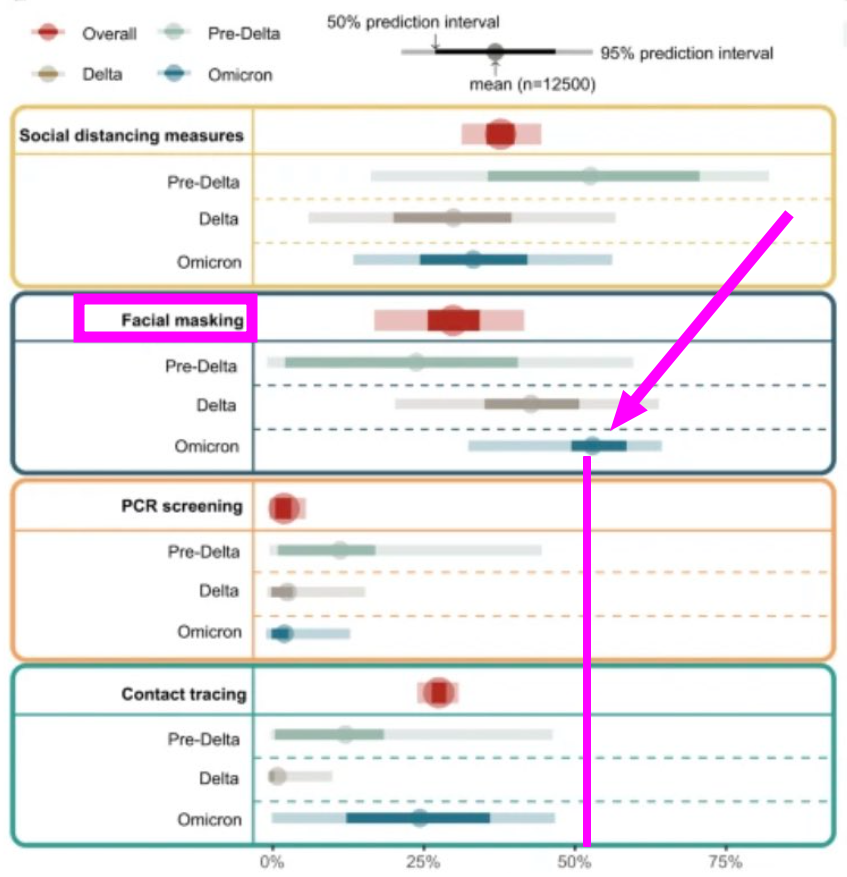 50% prediction interval
Overall Pre-Delta
95% prediction interval
Delta Omicron
mean (n=12500)
Social distancing measures
Pre-Delta
Delta
Omicron
Facial masking
Pre-Delta
Delta
Omicron
PCR screening
Pre-Delta
Delta
Omicron
Contact tracing
Pre-Delta
Delta
Omicron
0% 25% 50% 75%